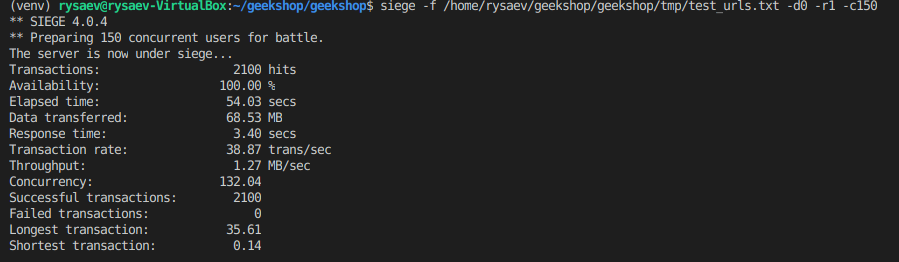 (venv) rysaev@rysaev-VirtualBox:~/geekshop/geekshop$ siege -f /home/rysaev/geekshop/geekshop/tmp/test_urls.txt -d0 -r1 -c150
** SIEGE 4.0.4
** Preparing 150 concurrent users for battle.
The server is now under siege...
Transactions: 2100 hits
Availability: 100.00 %
Elapsed time: 54.03 secs
Data transferred: 68.53 MB
Response time: 3.40 secs
Transaction rate: 38.87 trans/sec
Throughput: 1.27 MB/sec
Concurrency: 132.04
Successful transactions: 2100
Failed transactions: 0
Longest transaction: 35.61
Shortest transaction: 0.14